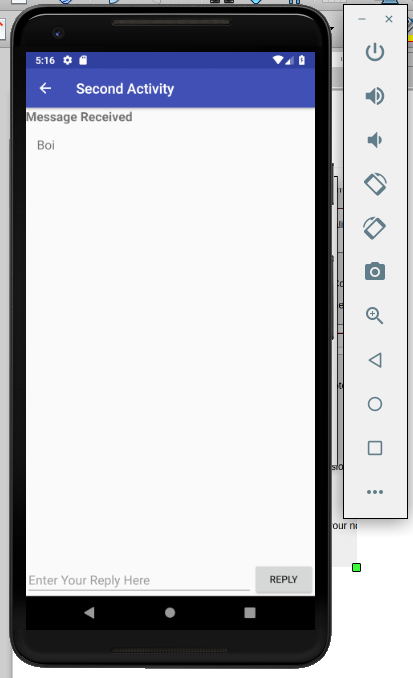 5:16
Second Activity
Message Received
Boi
Enter Your Reply Here
REPLY